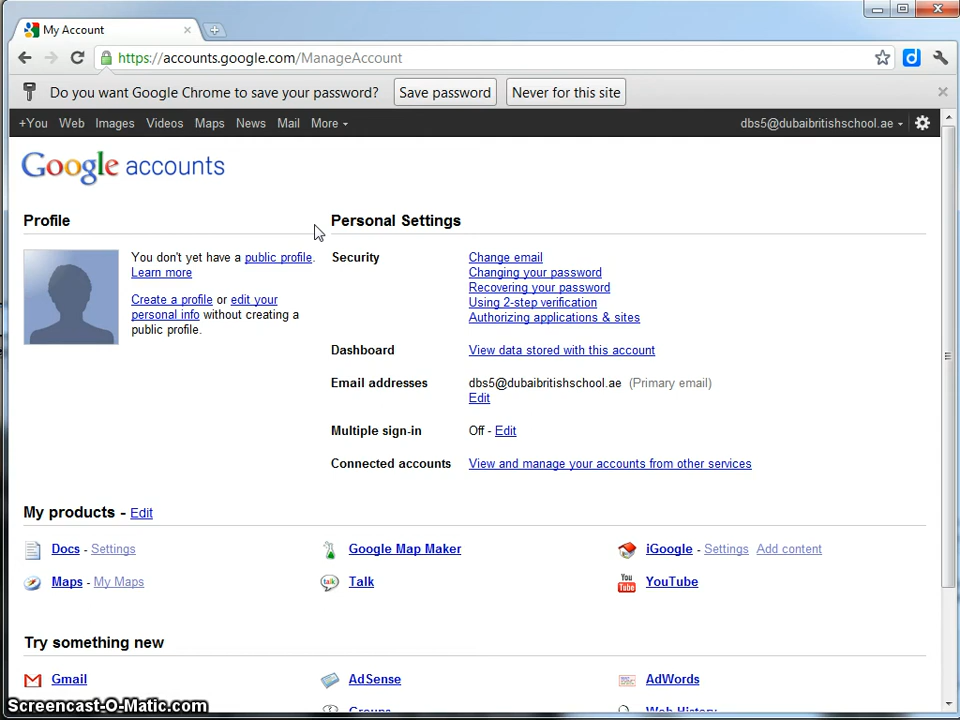 My Account
https://accounts.google.com/ManageAccount
Do you want Google Chrome to save your password? Save password Never for this site
+You Web Images Videos Maps News Mail More dbs5@dubaibritishschool.ae
Google accounts
Profile
You don't yet have a public profile.
Learn more
Create a profile or edit your
personal info without creating a
public profile.
Personal Settings
Security
Change email
Changing your password
Recovering your password
Using 2-step verification
Authorizing applications & sites
Dashboard View data stored with this account
Email addresses dbs5@dubaibritishschool.ae (Primary email)
Edit
Multiple sign-in Off - Edit
Connected accounts View and manage your accounts from other services
My products - Edit
Docs - Settings Google Map Maker iGoogle - Settings Add content
Maps - My Maps talk Talk You Tube YouTube
Try something new
Gmail AdSense AdWords
Groups Web History
Screencast-O-Matic.com